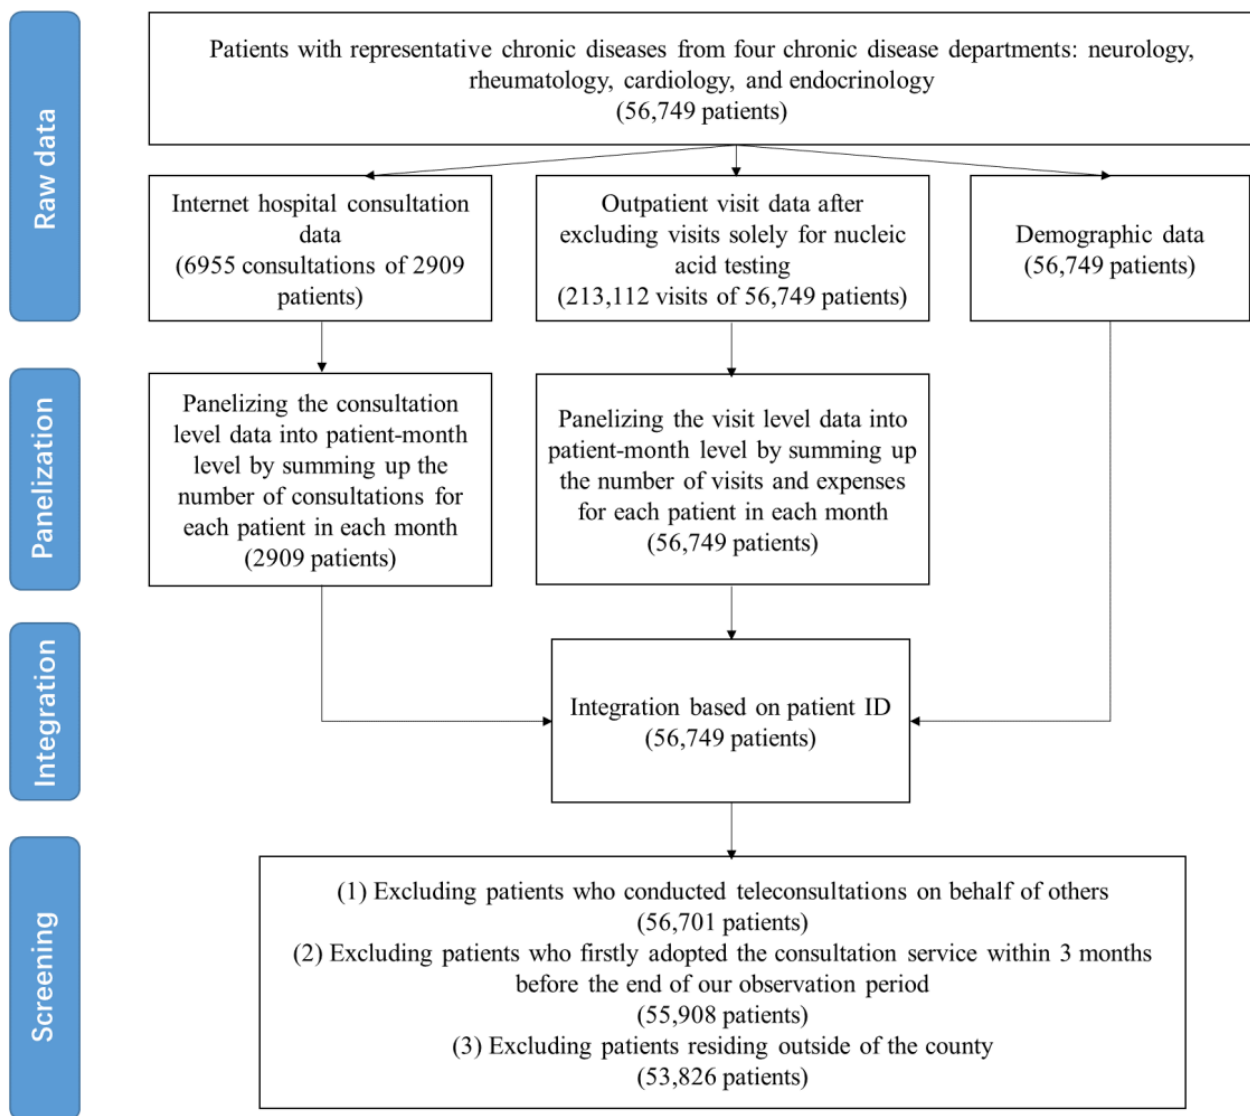 Raw data
Patients with representative chronic diseases from four chronic disease departments: neurology,
rheumatology, cardiology, and endocrinology
(56,749 patients)
Internet hospital consultation
data
(6955 consultations of 2909
patients)
Outpatient visit data after
excluding visits solely for nucleic
acid testing
(213,112 visits of 56,749 patients)
Demographic data
(56,749 patients)
Panelization
Panelizing the consultation
level data into patient-month
level by summing up the
number of consultations for
each patient in each month
(2909 patients)
Panelizing the visit level data into
patient-month level by summing up
the number of visits and expenses
for each patient in each month
(56,749 patients)
Integration
Integration based on patient ID
(56,749 patients)
Screening
(1) Excluding patients who conducted teleconsultations on behalf of others
(56,701 patients)
(2) Excluding patients who firstly adopted the consultation service within 3 months
before the end of our observation period
(55,908 patients)
(3) Excluding patients residing outside of the county
(53,826 patients)